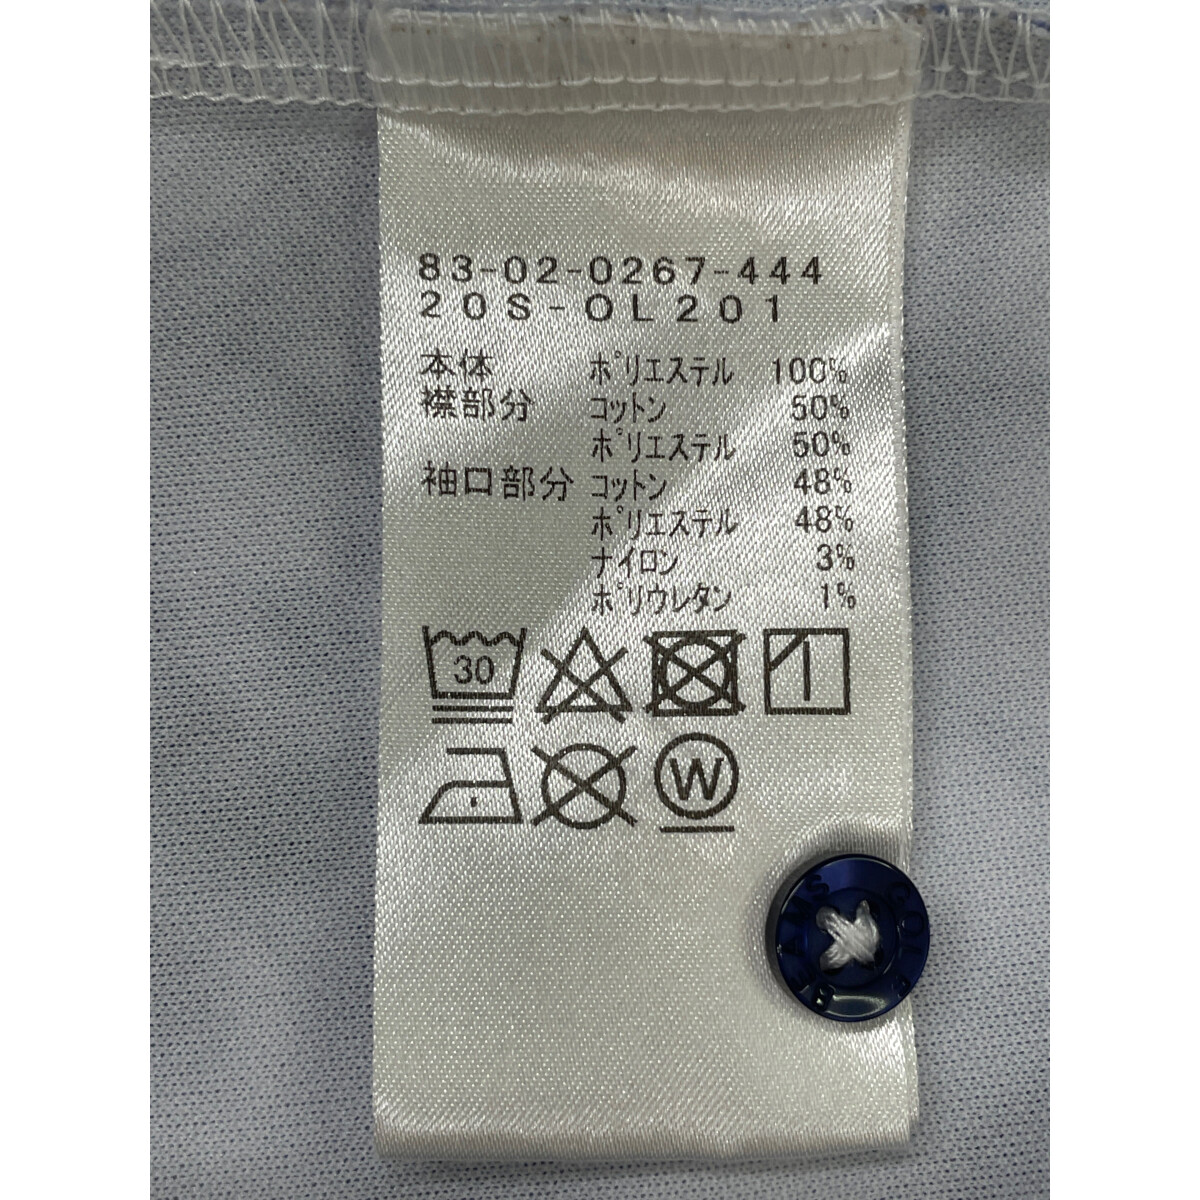 83-02-0267-444
20S-OL201
本体 ポリエステル 100%
襟部分 コットン 50%
ポリエステル 50%
袖口部分 コットン 48%
ポリエステル 48%
ナイロン 3%
ポリウレタン 1%
30
W
BEAMS GOLF